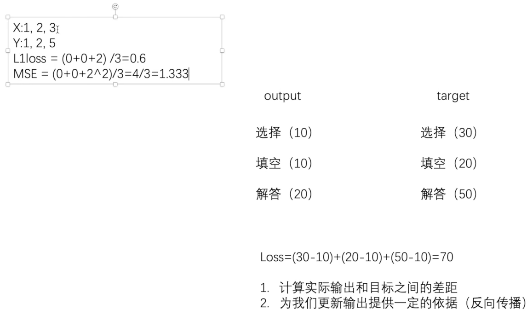 X:1, 2, 3
Y:1, 2, 5
L1loss = (0+0+2) /3=0.6
MSE = (0+0+2^2)/3=4/3=1.333
output target
选择（10） 选择（30）
填空（10） 填空（20）
解答（20） 解答（50）
Loss=(30-10)+(20-10)+(50-10)=70
1. 计算实际输出和目标之间的差距
2. 为我们更新输出提供一定的依据（反向传播）